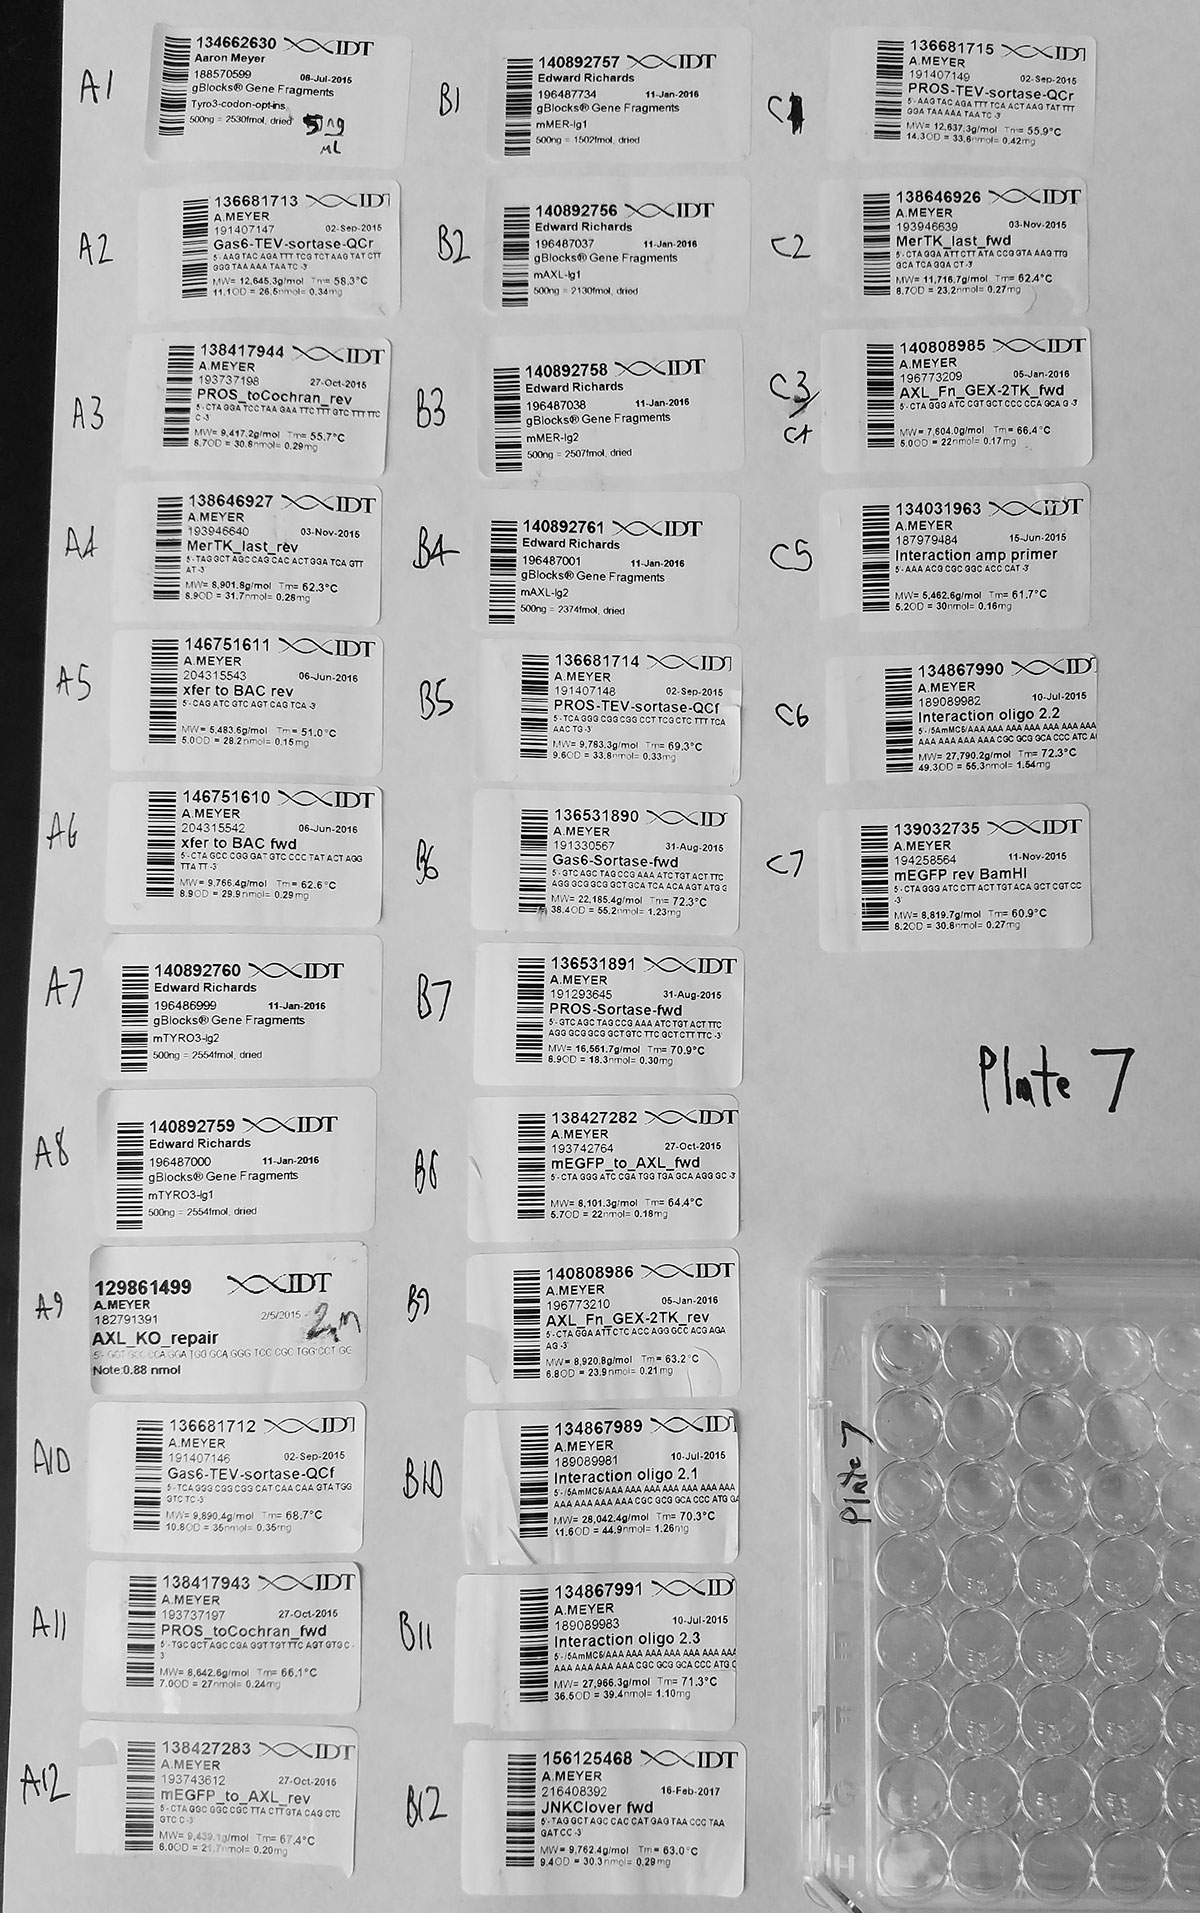 A1
134662630 IDT
Aaron Meyer
188570599 08-Jul-2015
gBlocks® Gene Fragments
Tyro3-codon-opt-ins
500ng = 2530fmol, dried
ng
µL
A2
136681713 IDT
A.MEYER
191407147 02-Sep-2015
Gas6-TEV-sortase-QCr
5'- AAG TAC AGA TTT TCG TCT AAG TAT CTT
GGG TAA AAA TAA TC -3'
MW= 12,645.3g/mol Tm= 58.3°C
11.1OD = 26.5nmol= 0.34mg
A3
138417944 IDT
A.MEYER
193737198 27-Oct-2015
PROS_toCochran_rev
5'- CTA GGA TCC TAA GAA TTC TTT GTC TTT TTC
C -3'
MW= 9,417.2g/mol Tm= 55.7°C
8.7OD = 30.8nmol= 0.29mg
A4
138646927 IDT
A.MEYER
193946640 03-Nov-2015
MerTK_last_rev
5'- TAG GCT AGC CAG CAC ACT GGA TCA GTT
AT -3'
MW= 8,901.8g/mol Tm= 62.3°C
8.9OD = 31.7nmol= 0.28mg
A5
146751611 IDT
A.MEYER
204315543 06-Jun-2016
xfer to BAC rev
5'- CAG ATC GTC AGT CAG TCA -3'
MW= 5,483.6g/mol Tm= 51.0°C
5.0OD = 28.2nmol= 0.15mg
A6
146751610 IDT
A.MEYER
204315542 06-Jun-2016
xfer to BAC fwd
5'- CTA GCC CGG GAT GTC CCC TAT ACT AGG
TTA TT -3'
MW= 9,766.4g/mol Tm= 62.6°C
8.9OD = 29.9nmol= 0.29mg
A7
140892760 IDT
Edward Richards
196486999 11-Jan-2016
gBlocks® Gene Fragments
mTYRO3-Ig2
500ng = 2554fmol, dried
A8
140892759 IDT
Edward Richards
196487000 11-Jan-2016
gBlocks® Gene Fragments
mTYRO3-Ig1
500ng = 2554fmol, dried
A9
129861499 IDT
A.MEYER
182791391 2/5/2015
AXL_KO_repair
TGG GCA GGG TCC CGC TGG CCT GG
Note:0.88 nmol
A10
136681712 IDT
A.MEYER
191407146 02-Sep-2015
Gas6-TEV-sortase-QCf
5'- TCA GGG CGG CGG CAT CAA CAA GTA TGG
GTC TC -3'
MW= 9,890.4g/mol Tm= 68.7°C
10.8OD = 35nmol= 0.35mg
A11
138417943 IDT
A.MEYER
193737197 27-Oct-2015
PROS_toCochran_fwd
5'- TGC GCT AGC CGA GGT TGT TTC AGT GTG C -
3'
MW= 8,642.6g/mol Tm= 66.1°C
7.0OD = 27nmol= 0.24mg
A12
138427283 IDT
A.MEYER
193743612 27-Oct-2015
mEGFP_to_AXL_rev
5'- CTA GGC GGC CGC TTA CTT GTA CAG CTC
GTC C -3'
MW= 9,439.1g/mol Tm= 67.4°C
6.0OD = 21.7nmol= 0.20mg
B1
140892757 IDT
Edward Richards
196487734 11-Jan-2016
gBlocks® Gene Fragments
mMER-Ig1
500ng = 1502fmol, dried
B2
140892756 IDT
Edward Richards
196487037 11-Jan-2016
gBlocks® Gene Fragments
mAXL-Ig1
500ng = 2130fmol, dried
B3
140892758 IDT
Edward Richards
196487038 11-Jan-2016
gBlocks® Gene Fragments
mMER-Ig2
500ng = 2507fmol, dried
B4
140892761 IDT
Edward Richards
196487001 11-Jan-2016
gBlocks® Gene Fragments
mAXL-Ig2
500ng = 2374fmol, dried
B5
136681714 IDT
A.MEYER
191407148 02-Sep-2015
PROS-TEV-sortase-QCf
5'- TCA GGG CGG CGG CCT TCG CTC TTT TCA
AAC TG -3'
MW= 9,783.3g/mol Tm= 69.3°C
9.6OD = 33.8nmol= 0.33mg
B6
136531890 IDT
A.MEYER
191330567 31-Aug-2015
Gas6-Sortase-fwd
5'- GTC AGC TAG CCG AAA ATC TGT ACT TTC
AGG GCG GCG GCT GCA TCA ACA AGT ATG G
MW= 22,185.4g/mol Tm= 72.3°C
38.4OD = 55.2nmol= 1.23mg
B7
136531891 IDT
A.MEYER
191293645 31-Aug-2015
PROS-Sortase-fwd
5'- GTC AGC TAG CCG AAA ATC TGT ACT TTC
AGG GCG GCG GCT GTC TTC GCT CTT TTC -3'
MW= 16,561.7g/mol Tm= 70.9°C
8.9OD = 18.3nmol= 0.30mg
B8
138427282 IDT
A.MEYER
193742764 27-Oct-2015
mEGFP_to_AXL_fwd
5'- CTA GGG ATC CGA TGG TGA GCA AGG GC -3'
MW= 8,101.3g/mol Tm= 64.4°C
5.7OD = 22nmol= 0.18mg
B9
140808986 IDT
A.MEYER
196773210 05-Jan-2016
AXL_Fn_GEX-2TK_rev
5'- CTA GGA ATT CTC ACC AGG GCC ACG AGA
AG -3'
MW= 8,920.8g/mol Tm= 63.2°C
6.8OD = 23.9nmol= 0.21mg
B10
134867989 IDT
A.MEYER
189089981 10-Jul-2015
Interaction oligo 2.1
5'- /5AmMC6/AAA AAA AAA AAA AAA AAA AAA
AAA AAA AAA AAA CGC GCG GCA CCC ATG GA
MW= 28,042.4g/mol Tm= 70.3°C
11.6OD = 44.9nmol= 1.26mg
B11
134867991 IDT
A.MEYER
189089983 10-Jul-2015
Interaction oligo 2.3
5'- /5AmMC6/AAA AAA AAA AAA AAA AAA AAA
AAA AAA AAA AAA CGC GCG GCA CCC ATG C
MW= 27,966.3g/mol Tm= 71.3°C
36.5OD = 39.4nmol= 1.10mg
B12
156125468 IDT
A.MEYER
216408392 16-Feb-2017
JNKClover fwd
5'- TAG GCT AGC CAC CAT GAG TAA CCC TAA
GAT CC -3'
MW= 9,762.4g/mol Tm= 63.0°C
9.4OD = 30.3nmol= 0.29mg
C1
136681715 IDT
A.MEYER
191407149 02-Sep-2015
PROS-TEV-sortase-QCr
5'- AAG TAC AGA TTT TCA ACT AAG TAT TTT
GGA TAA AAA TAA TC -3'
MW= 12,637.3g/mol Tm= 55.9°C
14.3OD = 33.6nmol= 0.42mg
C2
138646926 IDT
A.MEYER
193946639 03-Nov-2015
MerTK_last_fwd
5'- CTA GGA ATT CTT ATA CCG GTA AAG TTG
GCA TCA GGA CT -3'
MW= 11,716.7g/mol Tm= 62.4°C
8.7OD = 23.2nmol= 0.27mg
C3/
C4
140808985 IDT
A.MEYER
196773209 05-Jan-2016
AXL_Fn_GEX-2TK_fwd
5'- CTA GGG ATC CGT GCT CCC CCA GCA G -3'
MW= 7,604.0g/mol Tm= 66.4°C
5.0OD = 22nmol= 0.17mg
C5
134031963 IDT
A.MEYER
187979484 15-Jun-2015
Interaction amp primer
5'- AAA ACG CGC GGC ACC CAT -3'
MW= 5,462.6g/mol Tm= 61.7°C
5.2OD = 30nmol= 0.16mg
C6
134867990 IDT
A.MEYER
189089982 10-Jul-2015
Interaction oligo 2.2
5'- /5AmMC6/AAA AAA AAA AAA AAA AAA AAA
AAA AAA AAA AAA CGC GCG GCA CCC ATC
MW= 27,790.2g/mol Tm= 72.3°C
49.3OD = 55.3nmol= 1.54mg
C7
139032735 IDT
A.MEYER
194258564 11-Nov-2015
mEGFP rev BamHI
5'- CTA GGG ATC CTT ACT TGT ACA GCT CGT CC
-3'
MW= 8,819.7g/mol Tm= 60.9°C
8.2OD = 30.8nmol= 0.27mg
Plate 7
Plate 7
H